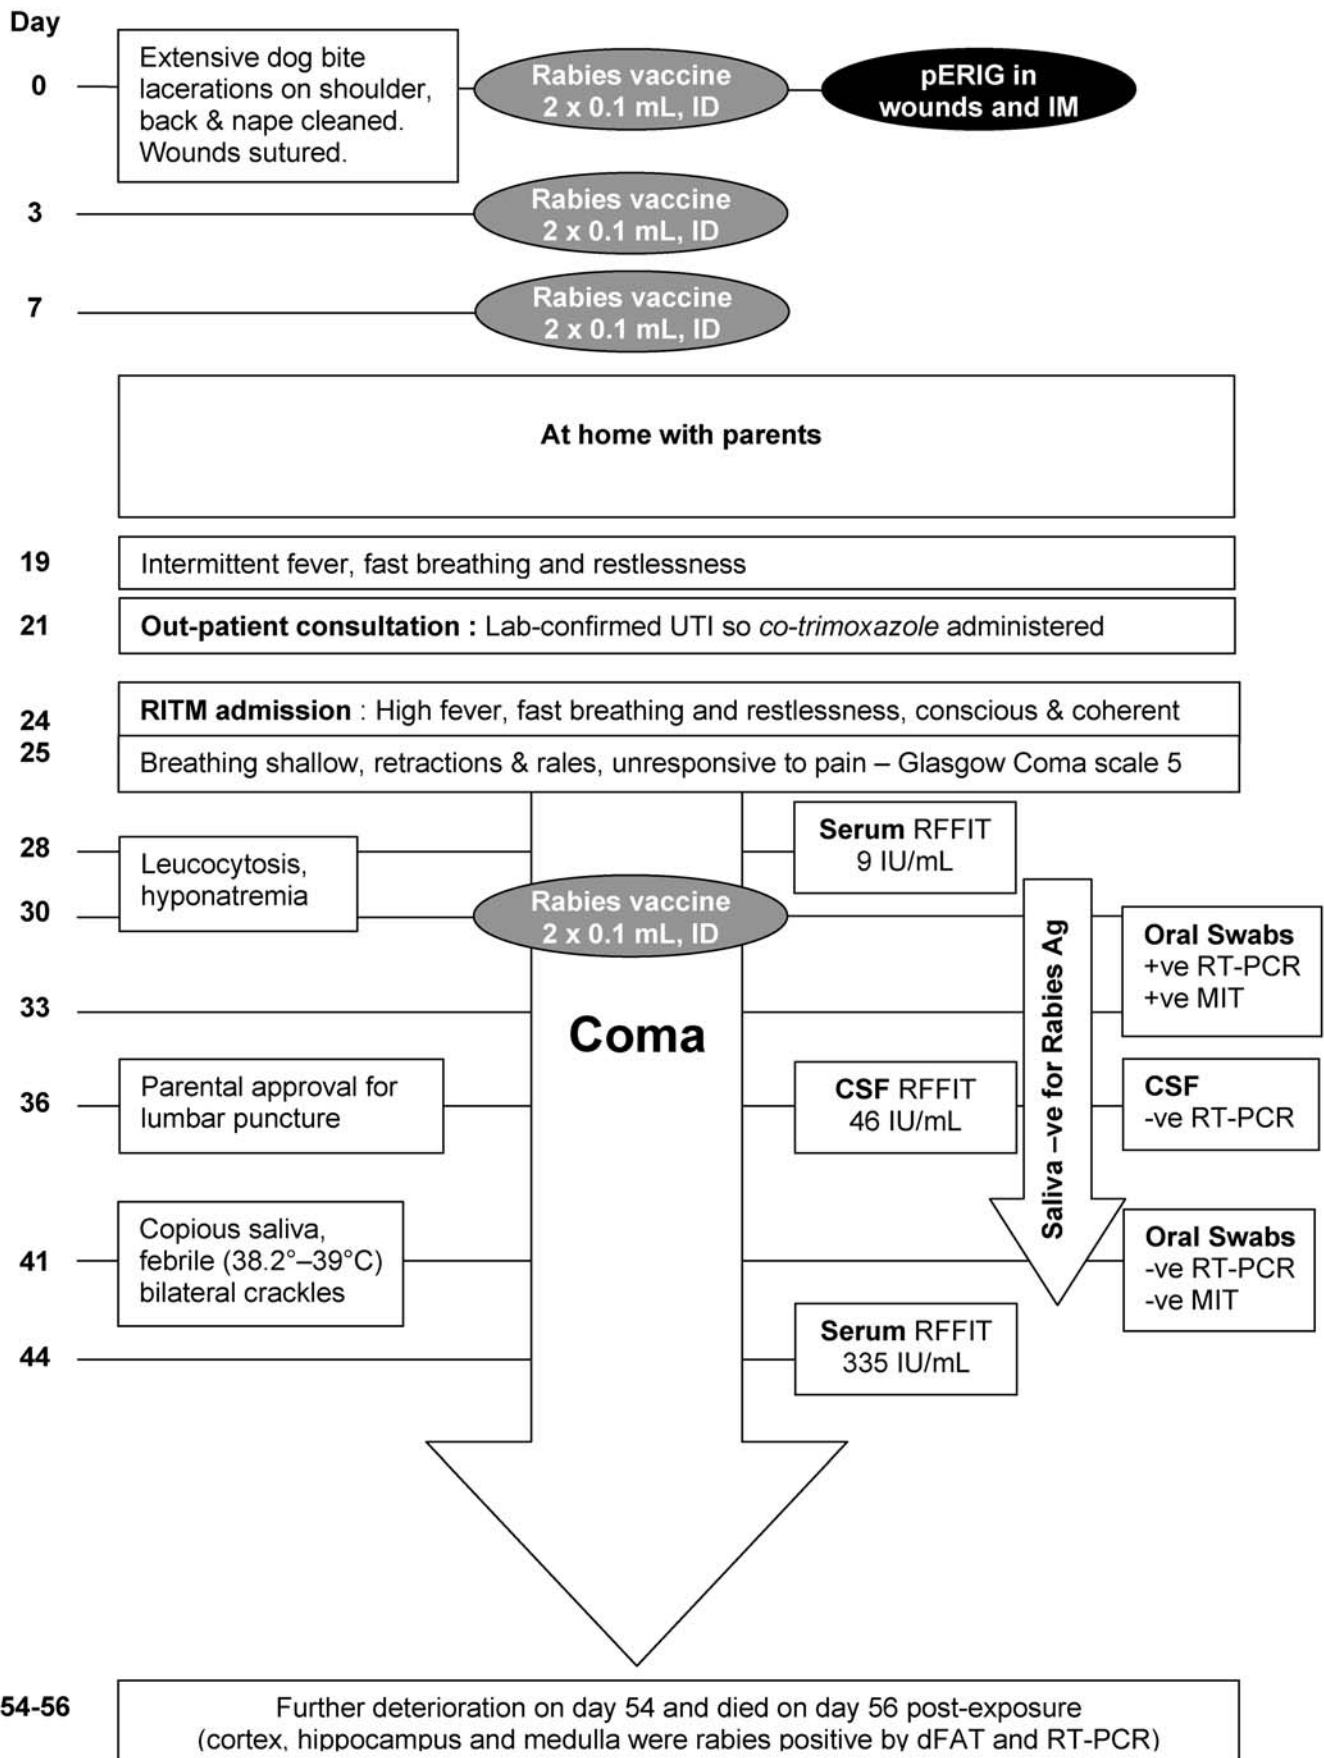 Day
0
Extensive dog bite
lacerations on shoulder,
back & nape cleaned.
Wounds sutured.
Rabies vaccine
2 x 0.1 mL, ID
pERIG in
wounds and IM
3
Rabies vaccine
2 x 0.1 mL, ID
7
Rabies vaccine
2 x 0.1 mL, ID
At home with parents
19
Intermittent fever, fast breathing and restlessness
21
Out-patient consultation : Lab-confirmed UTI so co-trimoxazole administered
24
RITM admission : High fever, fast breathing and restlessness, conscious & coherent
25
Breathing shallow, retractions & rales, unresponsive to pain – Glasgow Coma scale 5
28
Leucocytosis,
hyponatremia
Serum RFFIT
9 IU/mL
30
Rabies vaccine
2 x 0.1 mL, ID
Saliva –ve for Rabies Ag
Oral Swabs
+ve RT-PCR
+ve MIT
33
Coma
36
Parental approval for
lumbar puncture
CSF RFFIT
46 IU/mL
CSF
-ve RT-PCR
41
Copious saliva,
febrile (38.2°–39°C)
bilateral crackles
Oral Swabs
-ve RT-PCR
-ve MIT
44
Serum RFFIT
335 IU/mL
54-56
Further deterioration on day 54 and died on day 56 post-exposure
(cortex, hippocampus and medulla were rabies positive by dFAT and RT-PCR)